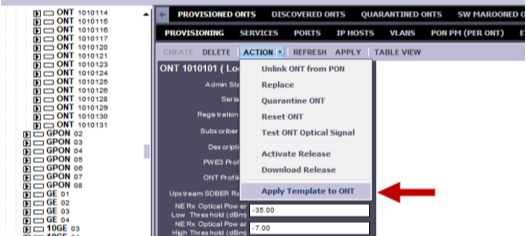 ONT 1010114
ONT 1010115
ONT 1010116
ONT 1010117
ONT 1010120
ONT 1010121
ONT 1010123
ONT 1010124
ONT 1010125
ONT 1010126
ONT 1010128
ONT 1010129
ONT 1010130
ONT 1010131
GPON 02
GPON 03
GPON 04
GPON 05
GPON 06
GPON 07
GPON 08
GE 01
GE 02
GE 03
GE 04
10GE 03
PROVISIONED ONTS DISCOVERED ONTS QUARANTINED ONTS SW MAROONED O
PROVISIONING SERVICES PORTS IP HOSTS VLANS PON PM (PER ONT)
CREATE DELETE ACTION REFRESH APPLY TABLE VIEW
ONT 1010101 ( Lo
Admin Sta
Seria
Registration
Subscriber
Descripti
PWE3 Prof
ONT Profil
Upstream SDBER Ra
NE Rx Optical Power
Low Threshold (dBm) -35.00
NE Rx Optical Power
High Threshold (dBm) -7.00
Unlink ONT from PON
Replace
Quarantine ONT
Reset ONT
Test ONT Optical Signal
Activate Release
Download Release
Apply Template to ONT